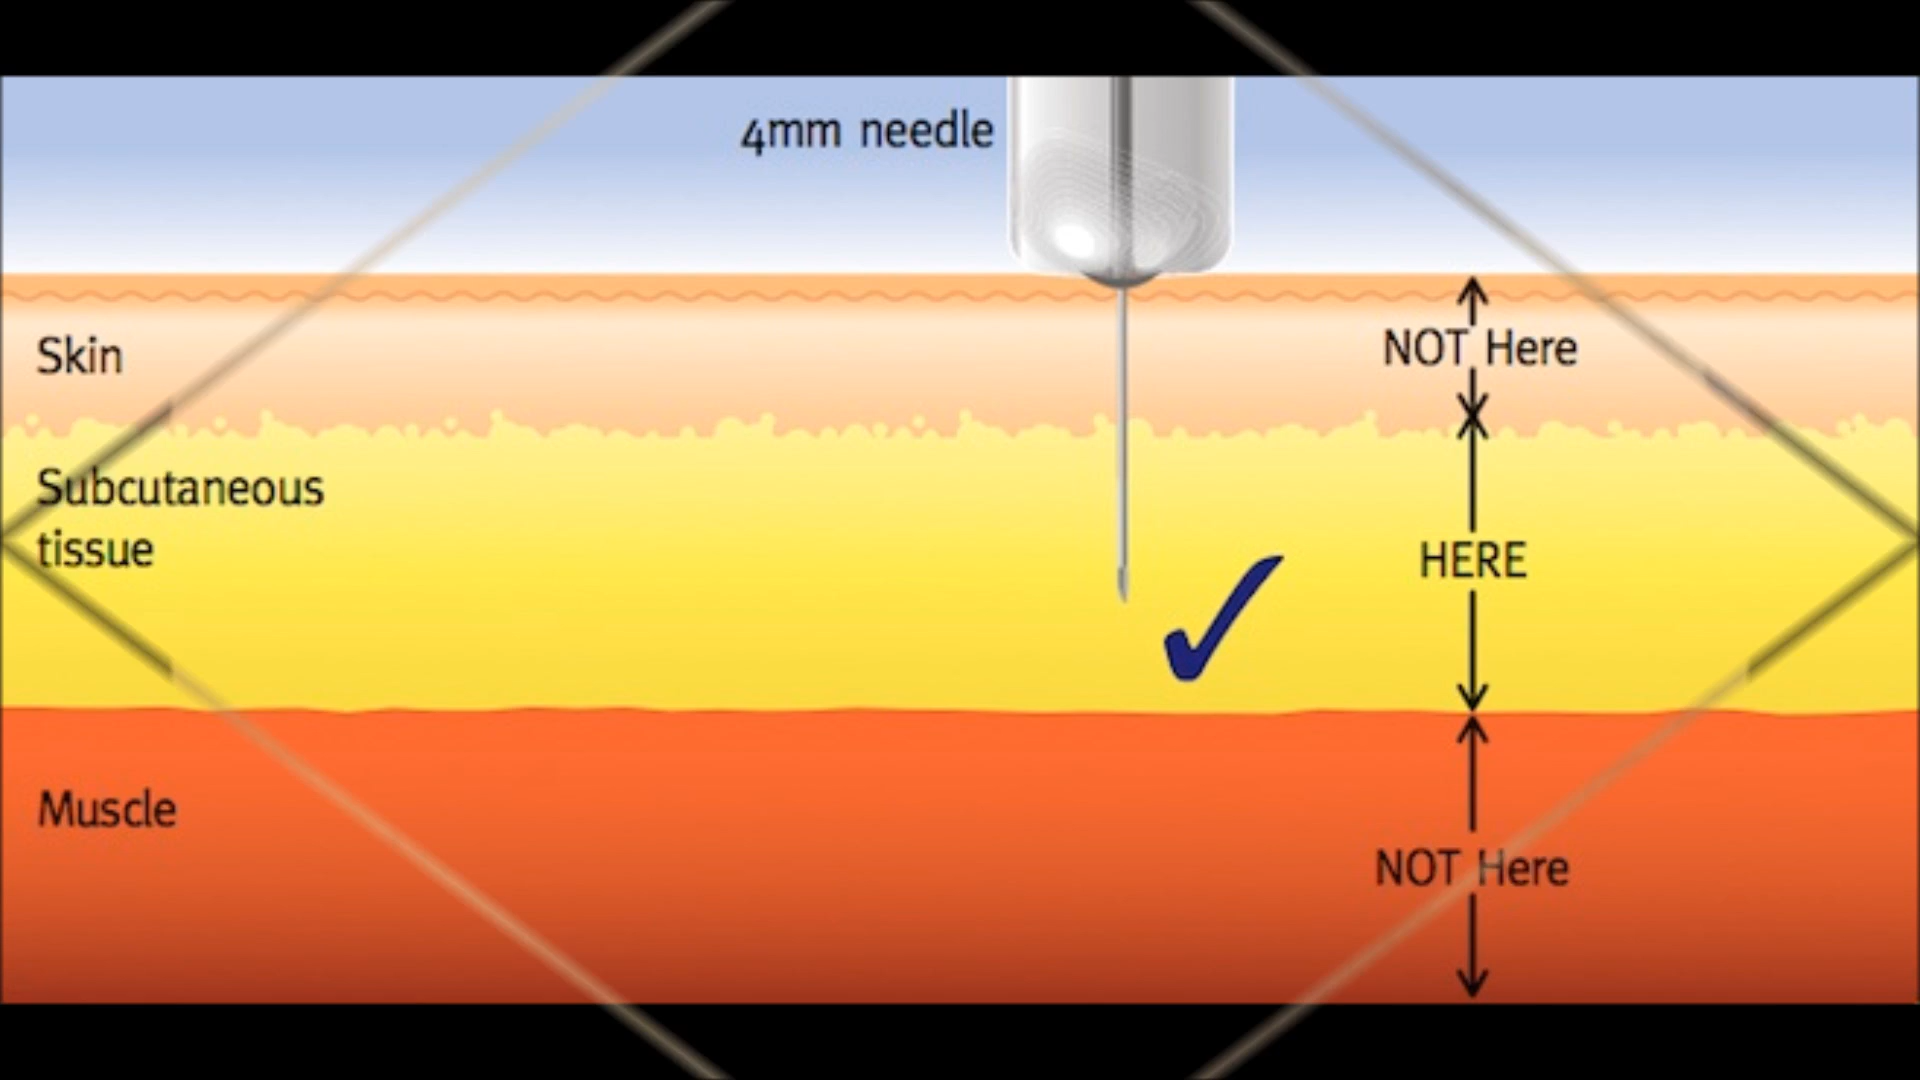 4mm needle
Skin
NOT Here
Subcutaneous
tissue
HERE
Muscle
NOT Here